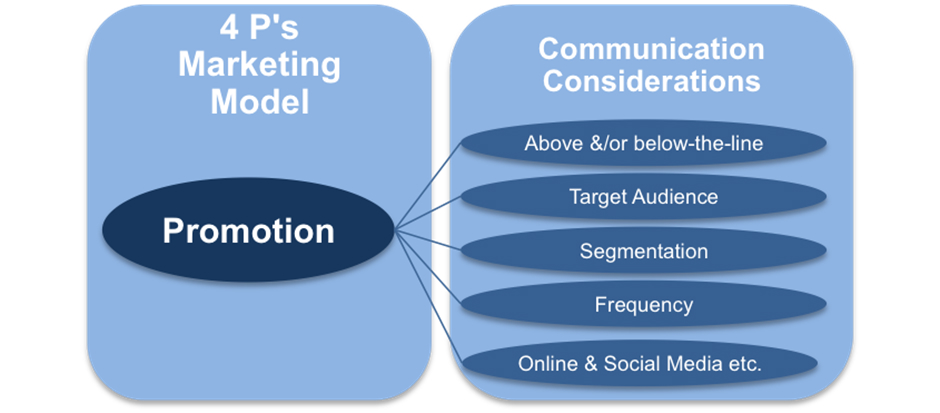 4 P's
Marketing
Model
Promotion
Communication
Considerations
Above &/or below-the-line
Target Audience
Segmentation
Frequency
Online & Social Media etc.